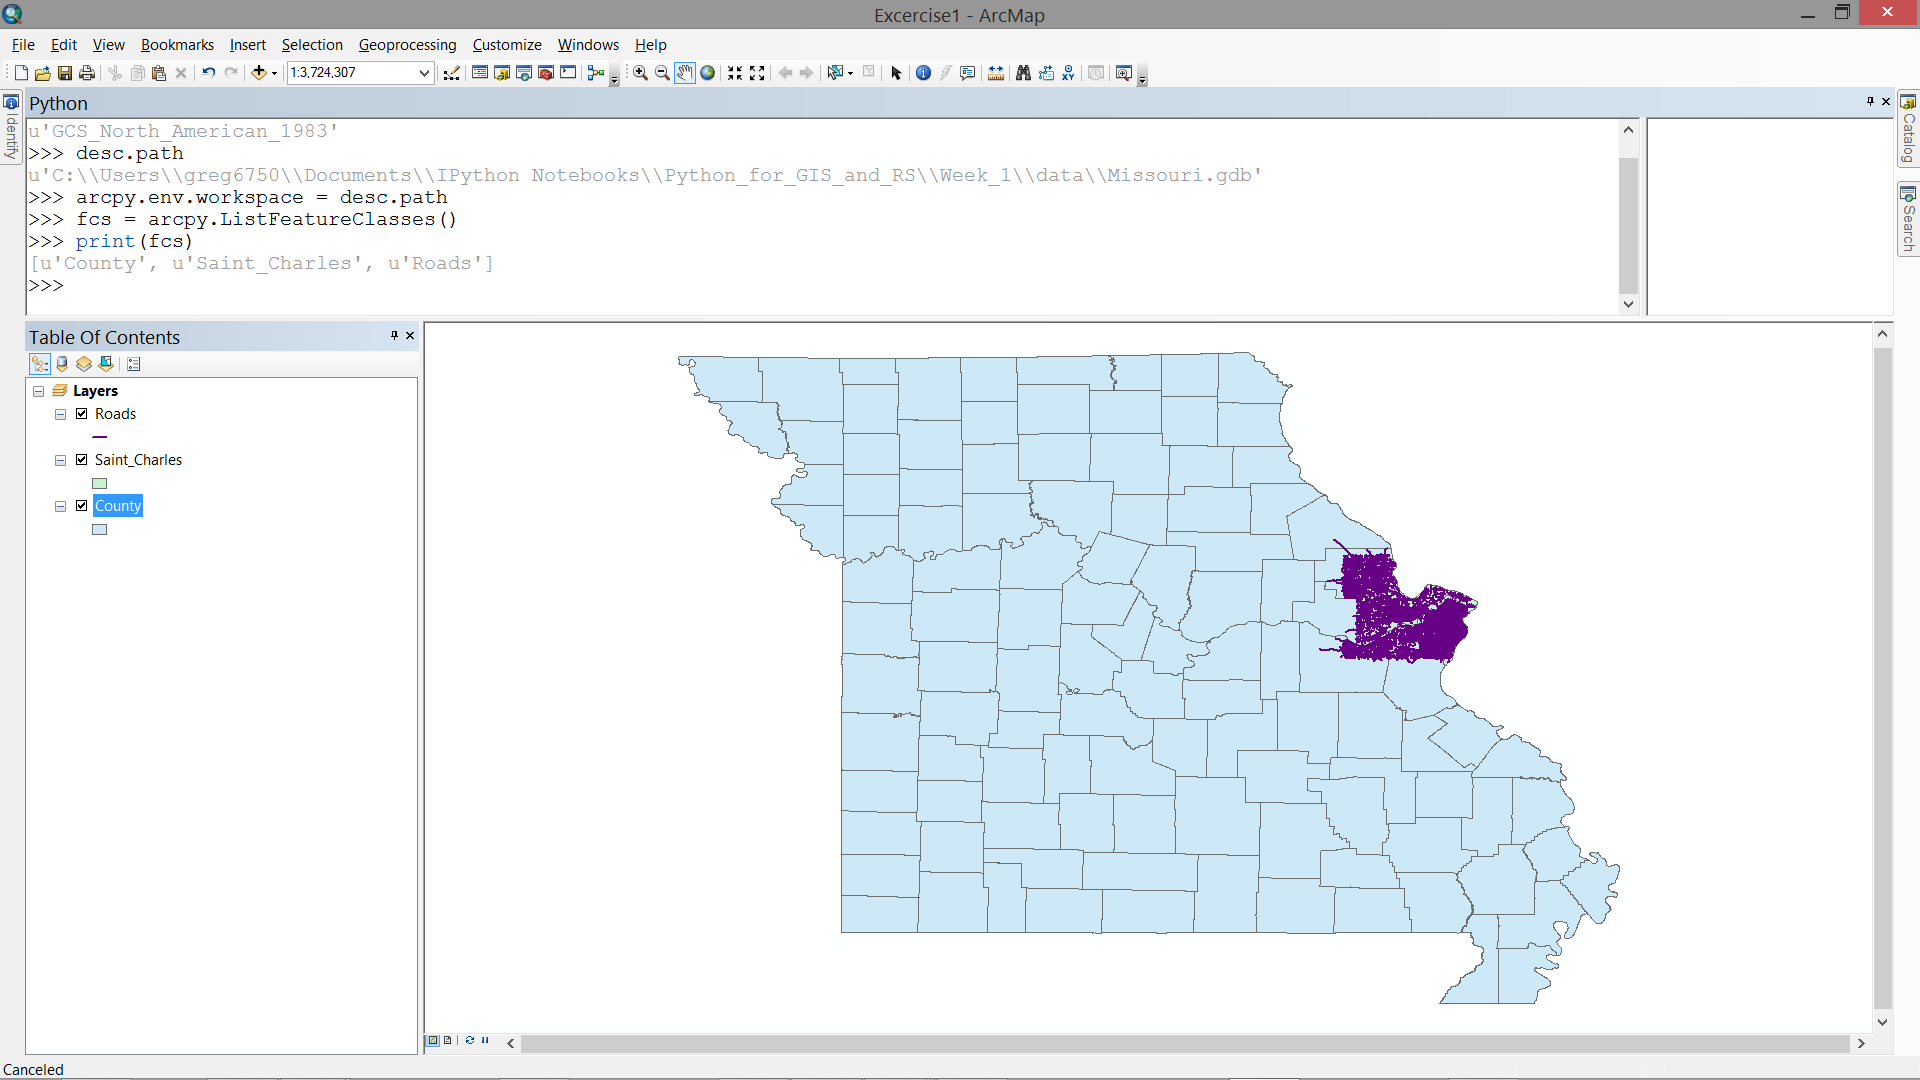 Excercise1 - ArcMap
File Edit View Bookmarks Insert Selection Geoprocessing Customize Windows Help
1:3,724,307
Identify
Python
u'GCS_North_American_1983'
>>> desc.path
u'C:\\Users\\greg6750\\Documents\\IPython Notebooks\\Python_for_GIS_and_RS\\Week_1\\data\\Missouri.gdb'
>>> arcpy.env.workspace = desc.path
>>> fcs = arcpy.ListFeatureClasses()
>>> print(fcs)
[u'County', u'Saint_Charles', u'Roads']
>>>
Catalog
Search
Table Of Contents
Layers
Roads
Saint_Charles
County
Canceled